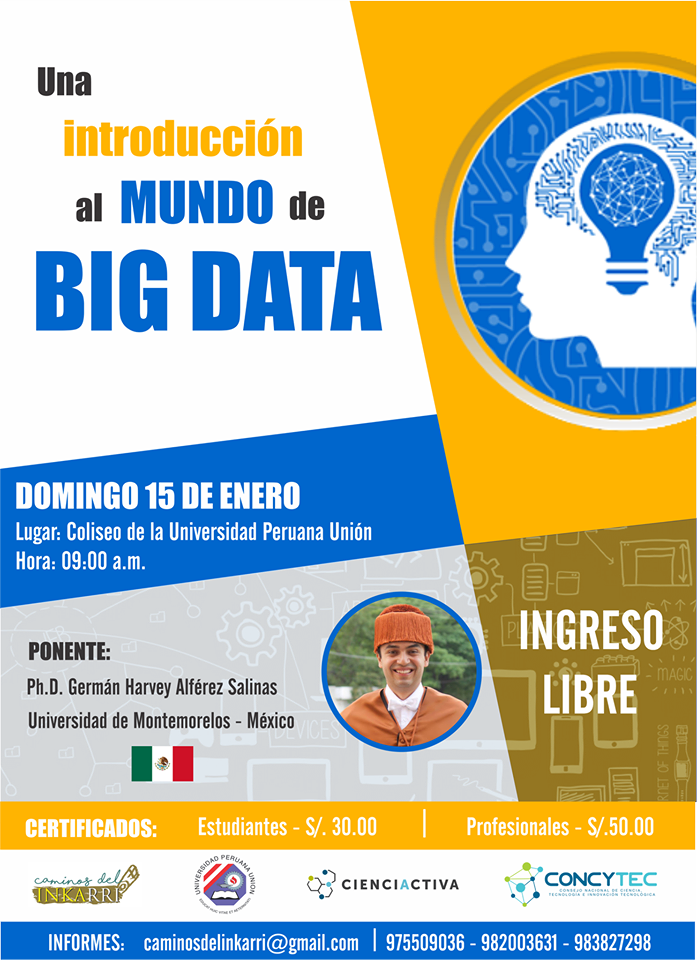 Una
introducción
al MUNDO de
BIG DATA
DOMINGO 15 DE ENERO
Lugar: Coliseo de la Universidad Peruana Unión
Hora: 09:00 a.m.
PONENTE:
Ph.D. Germán Harvey Alférez Salinas
Universidad de Montemorelos - México
INGRESO
LIBRE
MAGIC
DEVICES
CERTIFICADOS: Estudiantes - S/. 30.00 | Profesionales - S/.50.00
caminos del
INKARRI
UNIVERSIDAD PERUANA UNIÓN
CIENCIACTIVA
CONCYTEC
CONSEJO NACIONAL DE CIENCIA,
TECNOLOGÍA E INNOVACIÓN TECNOLÓGICA
INFORMES: caminosdelinkarri@gmail.com | 975509036 - 982003631 - 983827298